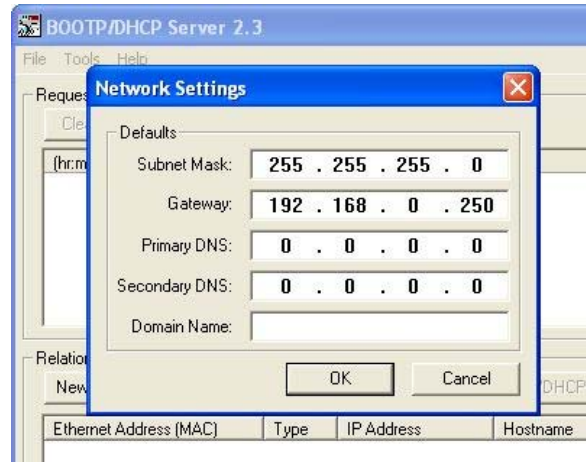 BOOTP/DHCP Server 2.3
File Tools Help
Network Settings
Defaults
Subnet Mask: 255 . 255 . 255 . 0
Gateway: 192 . 168 . 0 . 250
Primary DNS: 0 . 0 . 0 . 0
Secondary DNS: 0 . 0 . 0 . 0
Domain Name:
OK Cancel
New
DHCP
Ethernet Address (MAC) Type IP Address Hostname